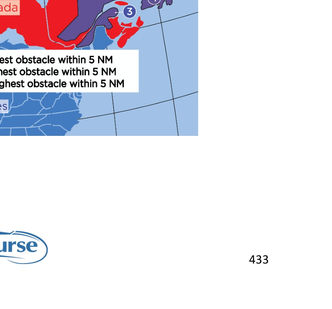 ada
3
est obstacle within 5 NM
hest obstacle within 5 NM
ghest obstacle within 5 NM
es
urse
433